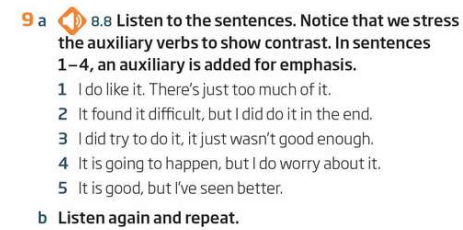 9 a 8.8 Listen to the sentences. Notice that we stress
the auxiliary verbs to show contrast. In sentences
1–4, an auxiliary is added for emphasis.
1 I do like it. There's just too much of it.
2 It found it difficult, but I did do it in the end.
3 I did try to do it, it just wasn't good enough.
4 It is going to happen, but I do worry about it.
5 It is good, but I've seen better.
b Listen again and repeat.